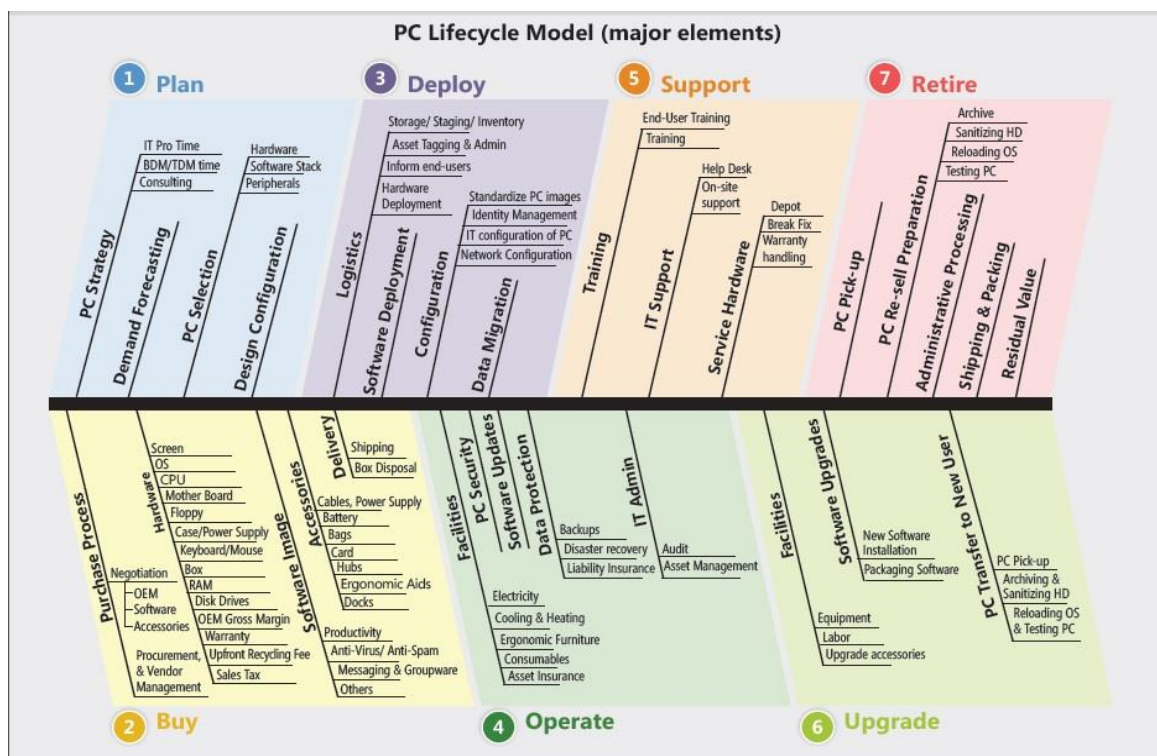 PC Lifecycle Model (major elements)
1 Plan
PC Strategy
IT Pro Time
BDM/TDM time
Consulting
Demand Forecasting
PC Selection
Hardware
Software Stack
Peripherals
Design Configuration
3 Deploy
Logistics
Storage/ Staging/ Inventory
Asset Tagging & Admin
Inform end-users
Hardware
Deployment
Software Deployment
Configuration
Standardize PC images
Identity Management
IT configuration of PC
Network Configuration
Data Migration
5 Support
Training
End-User Training
Training
IT Support
Help Desk
On-site
support
Service Hardware
Depot
Break Fix
Warranty
handling
7 Retire
PC Pick-up
PC Re-sell Preparation
Archive
Sanitizing HD
Reloading OS
Testing PC
Administrative Processing
Shipping & Packing
Residual Value
Purchase Process
Negotiation
OEM
Software
Accessories
Procurement,
& Vendor
Management
Hardware
Screen
OS
CPU
Mother Board
Floppy
Case/Power Supply
Keyboard/Mouse
Box
RAM
Disk Drives
OEM Gross Margin
Warranty
Upfront Recycling Fee
Sales Tax
Software Image
Productivity
Anti-Virus/ Anti-Spam
Messaging & Groupware
Others
Accessories
Cables, Power Supply
Battery
Bags
Card
Hubs
Ergonomic Aids
Docks
Delivery
Shipping
Box Disposal
2 Buy
Facilities
Electricity
Cooling & Heating
Ergonomic Furniture
Consumables
Asset Insurance
PC Security
Software Updates
Data Protection
Backups
Disaster recovery
Liability Insurance
IT Admin
Audit
Asset Management
4 Operate
Facilities
Equipment
Labor
Upgrade accessories
Software Upgrades
New Software
Installation
Packaging Software
PC Transfer to New User
PC Pick-up
Archiving &
Sanitizing HD
Reloading OS
& Testing PC
6 Upgrade